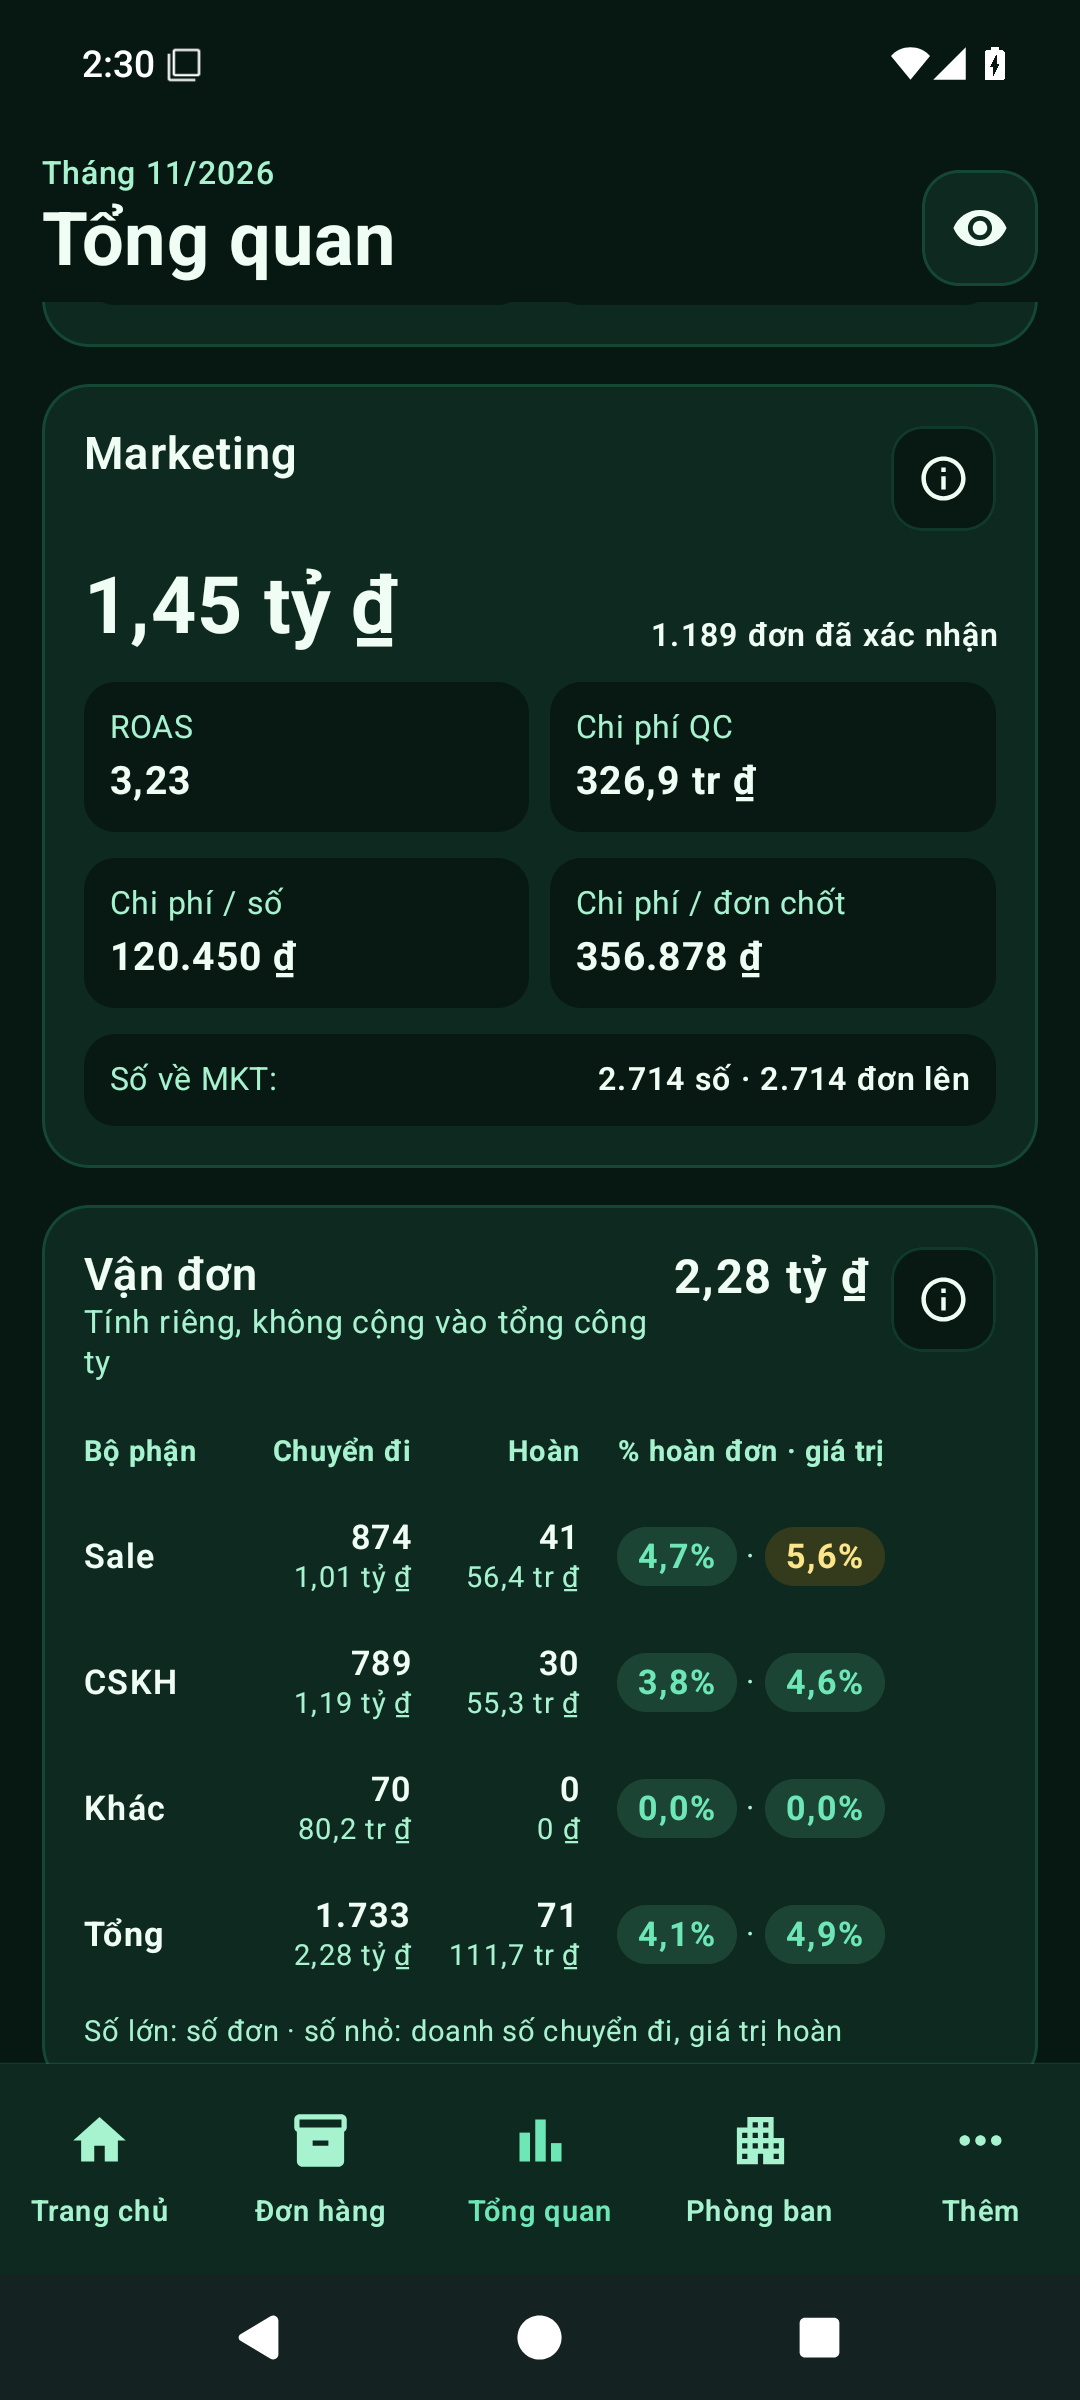 2:30
Tháng 11/2026
Tổng quan
Marketing
1,45 tỷ ₫
1.189 đơn đã xác nhận
ROAS
3,23
Chi phí QC
326,9 tr ₫
Chi phí / số
120.450 ₫
Chi phí / đơn chốt
356.878 ₫
Số về MKT:
2.714 số · 2.714 đơn lên
Vận đơn
2,28 tỷ ₫
Tính riêng, không cộng vào tổng công
ty
Bộ phận Chuyển đi Hoàn % hoàn đơn · giá trị
Sale 874 41 4,7% · 5,6%
1,01 tỷ ₫ 56,4 tr ₫
CSKH 789 30 3,8% · 4,6%
1,19 tỷ ₫ 55,3 tr ₫
Khác 70 0 0,0% · 0,0%
80,2 tr ₫ 0 ₫
Tổng 1.733 71 4,1% · 4,9%
2,28 tỷ ₫ 111,7 tr ₫
Số lớn: số đơn · số nhỏ: doanh số chuyển đi, giá trị hoàn
Trang chủ Đơn hàng Tổng quan Phòng ban Thêm